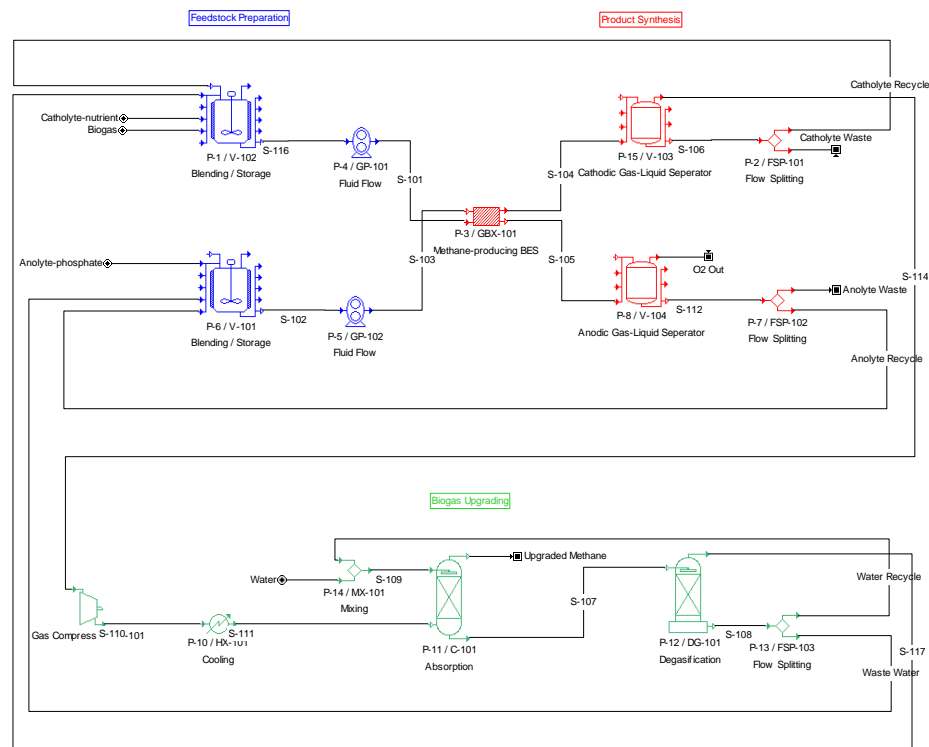 Feedstock Preparation
Product Synthesis
Catholyte Recycle
Catholyte-nutrient
Biogas
S-116
P-1 / V-102
Blending / Storage
P-4 / GP-101
Fluid Flow
S-101
P-15 / V-103
Cathodic Gas-Liquid Seperator
S-106
Catholyte Waste
P-2 / FSP-101
Flow Splitting
S-104
P-3 / GBX-101
Methane-producing BES
S-103
S-105
S-114
Anolyte-phosphate
O2 Out
P-6 / V-101
Blending / Storage
S-102
P-5 / GP-102
Fluid Flow
P-8 / V-104
Anodic Gas-Liquid Seperator
S-112
Anolyte Waste
P-7 / FSP-102
Flow Splitting
Anolyte Recycle
Biogas Upgrading
Upgraded Methane
Water
S-109
P-14 / MX-101
Mixing
S-107
Water Recycle
Gas Compress
S-110
-101
S-111
P-10 / HX-101
Cooling
P-11 / C-101
Absorption
P-12 / DG-101
Degasification
S-108
P-13 / FSP-103
Flow Splitting
S-117
Waste Water